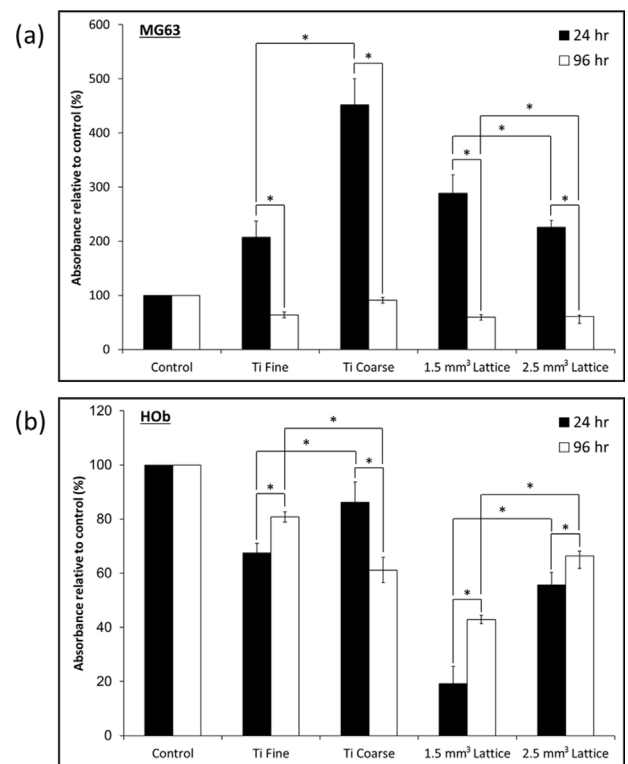 (a)
MG63
24 hr
96 hr
Absorbance relative to control (%)
600
500
400
300
200
100
0
* * * * * * *
Control Ti Fine Ti Coarse 1.5 mm³ Lattice 2.5 mm³ Lattice
(b)
HOb
24 hr
96 hr
Absorbance relative to control (%)
120
100
80
60
40
20
0
* * * * * * * *
Control Ti Fine Ti Coarse 1.5 mm³ Lattice 2.5 mm³ Lattice